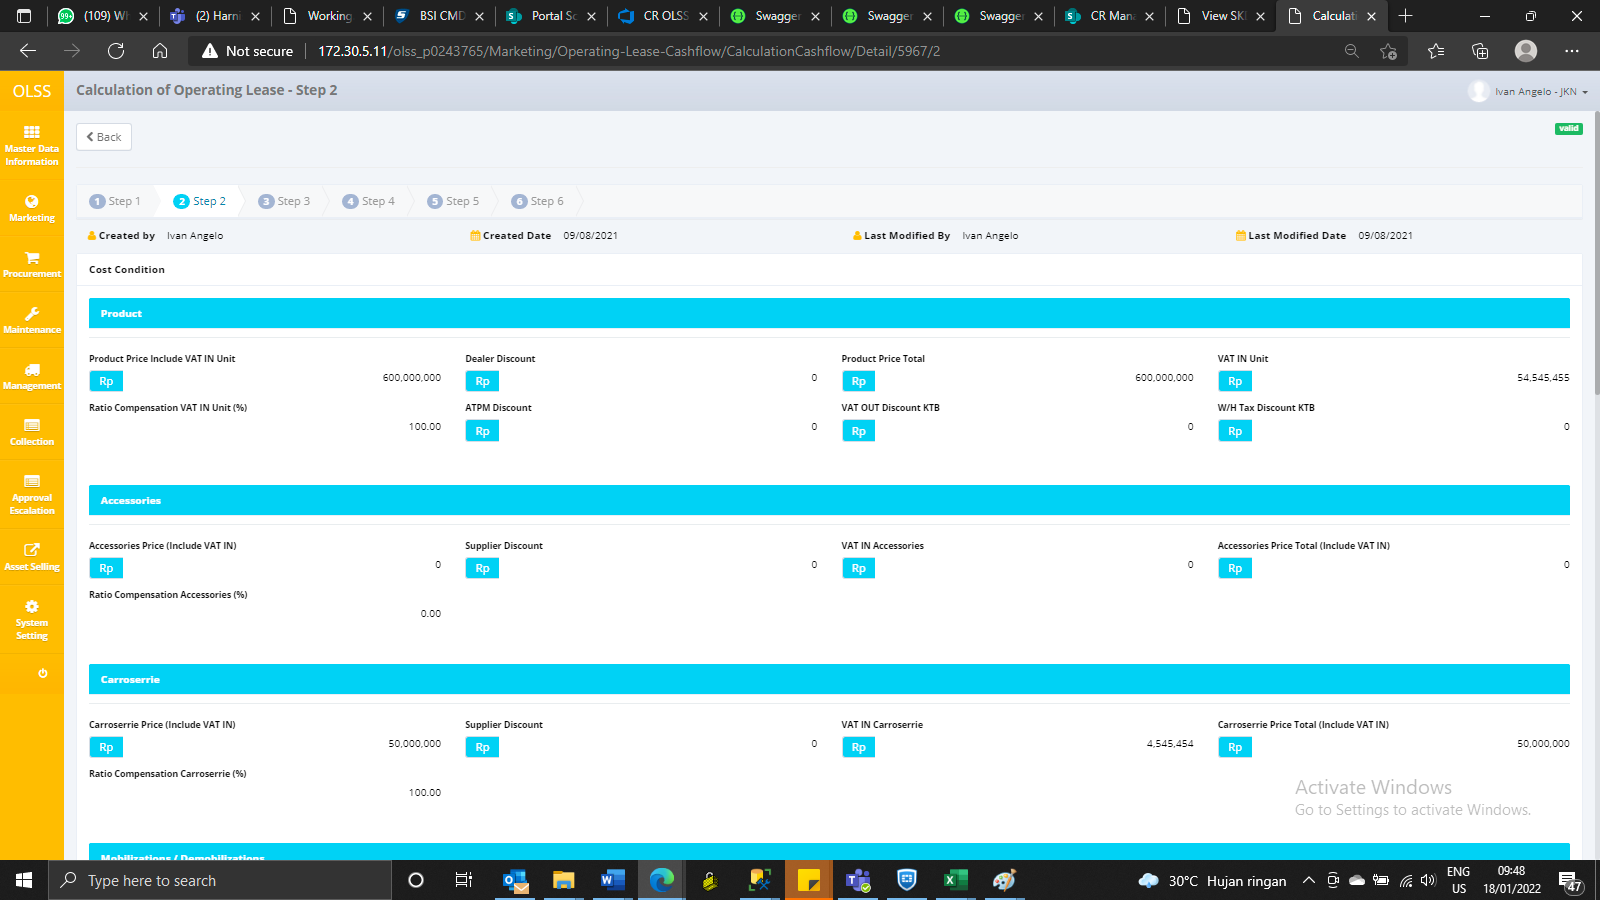 (109) Wh
(2) Harni
Working
BSI CMD
Portal Sc
CR OLSS
Swagger
Swagger
Swagger
CR Mana
View SKI
Calculati
Not secure
172.30.5.11/olss_p0243765/Marketing/Operating-Lease-Cashflow/CalculationCashflow/Detail/5967/2
OLSS
Calculation of Operating Lease - Step 2
Ivan Angelo - JKN
Master Data Information
Marketing
Procurement
Maintenance
Management
Collection
Approval Escalation
Asset Selling
System Setting
Back
valid
1 Step 1
2 Step 2
3 Step 3
4 Step 4
5 Step 5
6 Step 6
Created by Ivan Angelo
Created Date 09/08/2021
Last Modified By Ivan Angelo
Last Modified Date 09/08/2021
Cost Condition
Product
Product Price Include VAT IN Unit
Rp 600,000,000
Dealer Discount
Rp 0
Product Price Total
Rp 600,000,000
VAT IN Unit
Rp 54,545,455
Ratio Compensation VAT IN Unit (%)
100.00
ATPM Discount
Rp 0
VAT OUT Discount KTB
Rp 0
W/H Tax Discount KTB
Rp 0
Accessories
Accessories Price (Include VAT IN)
Rp 0
Supplier Discount
Rp 0
VAT IN Accessories
Rp 0
Accessories Price Total (Include VAT IN)
Rp 0
Ratio Compensation Accessories (%)
0.00
Carroserrie
Carroserrie Price (Include VAT IN)
Rp 50,000,000
Supplier Discount
Rp 0
VAT IN Carroserrie
Rp 4,545,454
Carroserrie Price Total (Include VAT IN)
Rp 50,000,000
Ratio Compensation Carroserrie (%)
100.00
Activate Windows
Go to Settings to activate Windows.
Mobilizations / Demobilizations
Type here to search
30°C Hujan ringan
ENG
US
09:48
18/01/2022
47